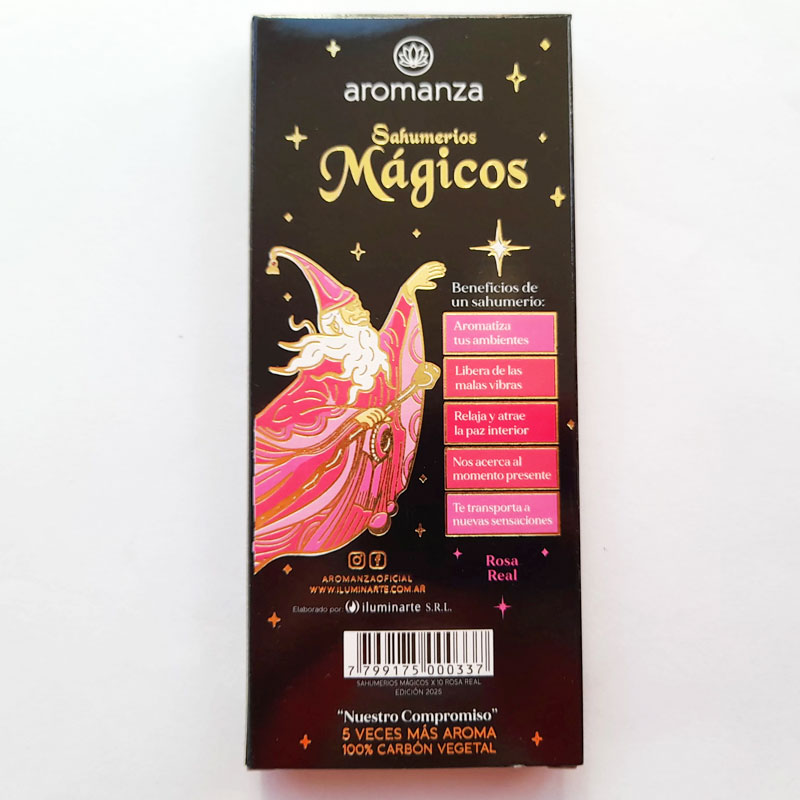 aromanza
Sahumerios
Mágicos
Beneficios de
un sahumerio:
Aromatiza
tus ambientes
Libera de las
malas vibras
Relaja y atrae
la paz interior
Nos acerca al
momento presente
Te transporta a
nuevas sensaciones
Rosa
Real
AROMANZAOFICIAL
WWW.ILUMINARTE.COM.AR
Elaborado por: iluminarte S.R.L.
7 799175 000337
SAHUMERIOS MÁGICOS X 10 ROSA REAL
EDICIÓN 2025
“Nuestro Compromiso”
5 VECES MÁS AROMA
100% CARBÓN VEGETAL